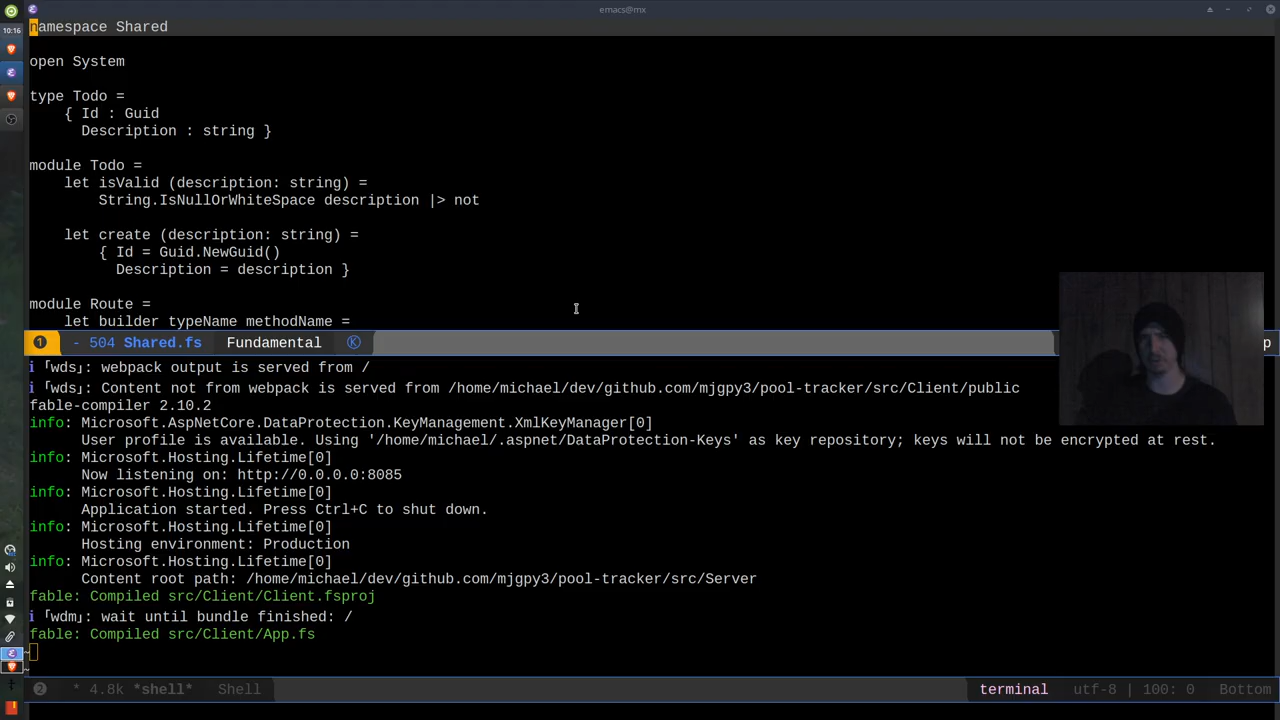 emacs@mx
10:16
namespace Shared
open System
type Todo =
{ Id : Guid
Description : string }
module Todo =
let isValid (description: string) =
String.IsNullOrWhiteSpace description |> not
let create (description: string) =
{ Id = Guid.NewGuid()
Description = description }
module Route =
let builder typeName methodName =
1 - 504 Shared.fs Fundamental K p
i ｢wds｣: webpack output is served from /
i ｢wds｣: Content not from webpack is served from /home/michael/dev/github.com/mjgpy3/pool-tracker/src/Client/public
fable-compiler 2.10.2
info: Microsoft.AspNetCore.DataProtection.KeyManagement.XmlKeyManager[0]
User profile is available. Using '/home/michael/.aspnet/DataProtection-Keys' as key repository; keys will not be encrypted at rest.
info: Microsoft.Hosting.Lifetime[0]
Now listening on: http://0.0.0.0:8085
info: Microsoft.Hosting.Lifetime[0]
Application started. Press Ctrl+C to shut down.
info: Microsoft.Hosting.Lifetime[0]
Hosting environment: Production
info: Microsoft.Hosting.Lifetime[0]
Content root path: /home/michael/dev/github.com/mjgpy3/pool-tracker/src/Server
fable: Compiled src/Client/Client.fsproj
i ｢wdm｣: wait until bundle finished: /
fable: Compiled src/Client/App.fs
~
~
2 * 4.8k *shell* Shell terminal utf-8 | 100: 0 Bottom